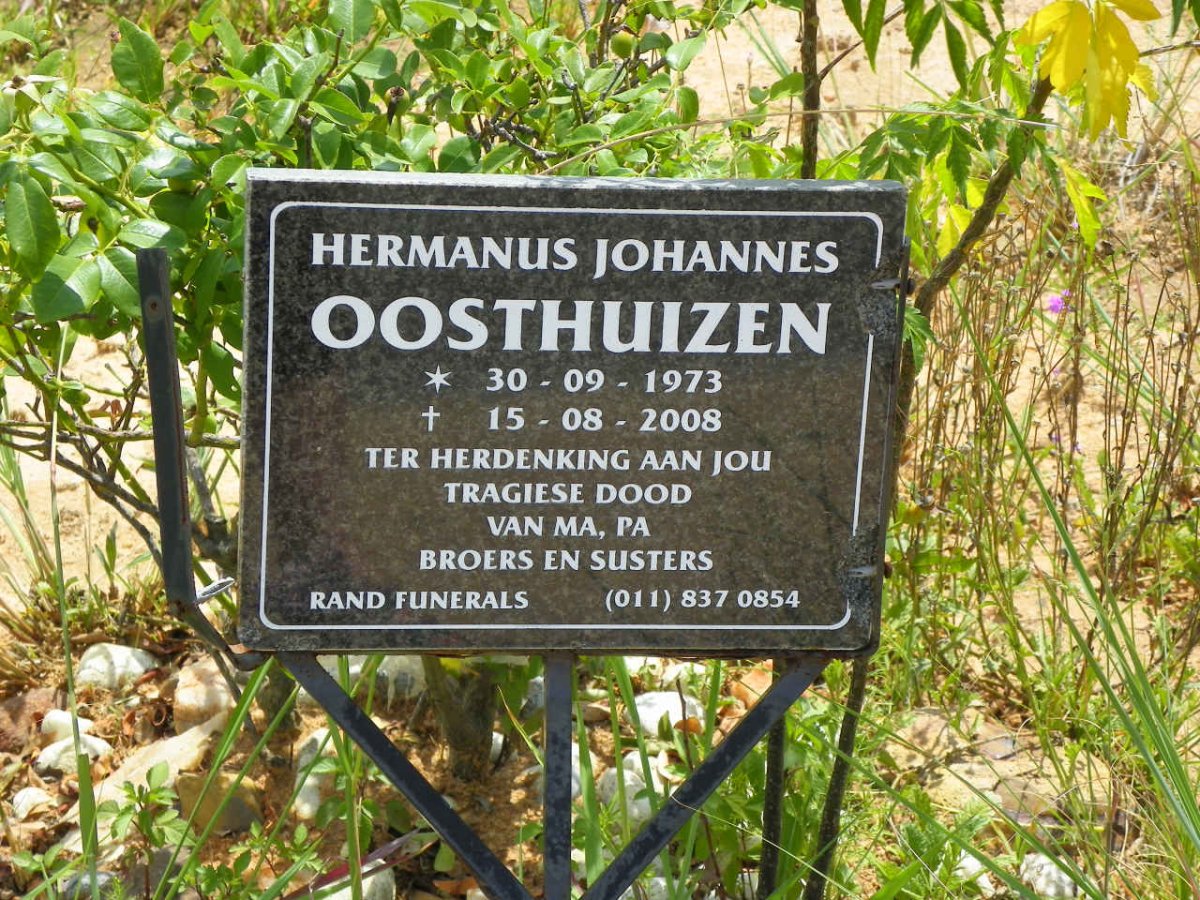 HERMANUS JOHANNES
OOSTHUIZEN
✶ 30 - 09 - 1973
† 15 - 08 - 2008
TER HERDENKING AAN JOU
TRAGIESE DOOD
VAN MA, PA
BROERS EN SUSTERS
RAND FUNERALS (011) 837 0854